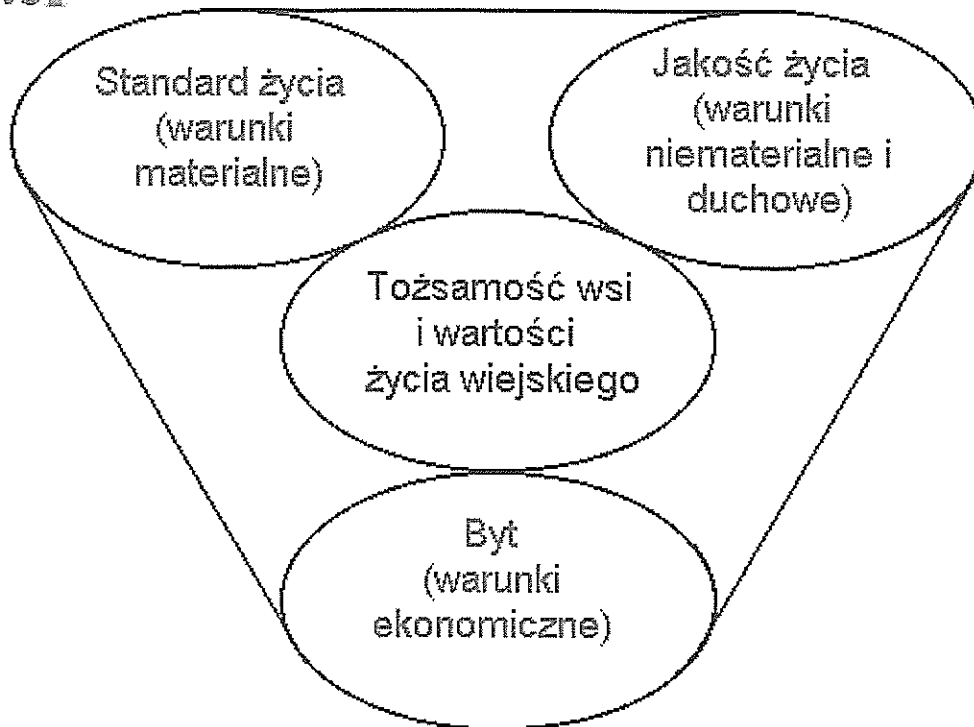 Standard życia
(warunki
materialne)
Jakość życia
(warunki
niematerialne i
duchowe)
Tożsamość wsi
i wartości
życia wiejskiego
Byt
(warunki
ekonomiczne)